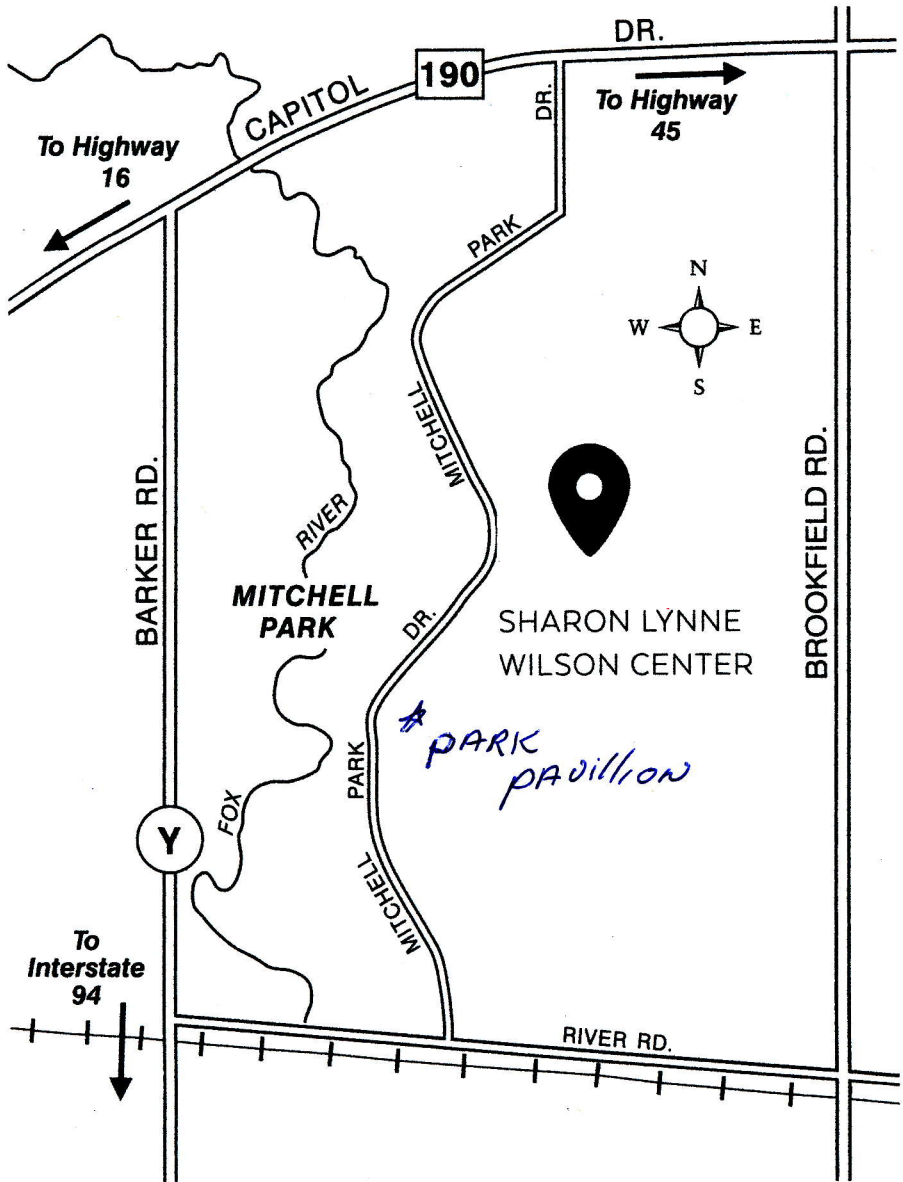 DR.
190
CAPITOL
To Highway
45
DR.
To Highway
16
PARK
N
W E
S
MITCHELL
BARKER RD.
BROOKFIELD RD.
RIVER
MITCHELL
PARK
DR.
SHARON LYNNE
WILSON CENTER
* PARK
PAVILLION
PARK
FOX
Y
MITCHELL
To
Interstate
94
RIVER RD.